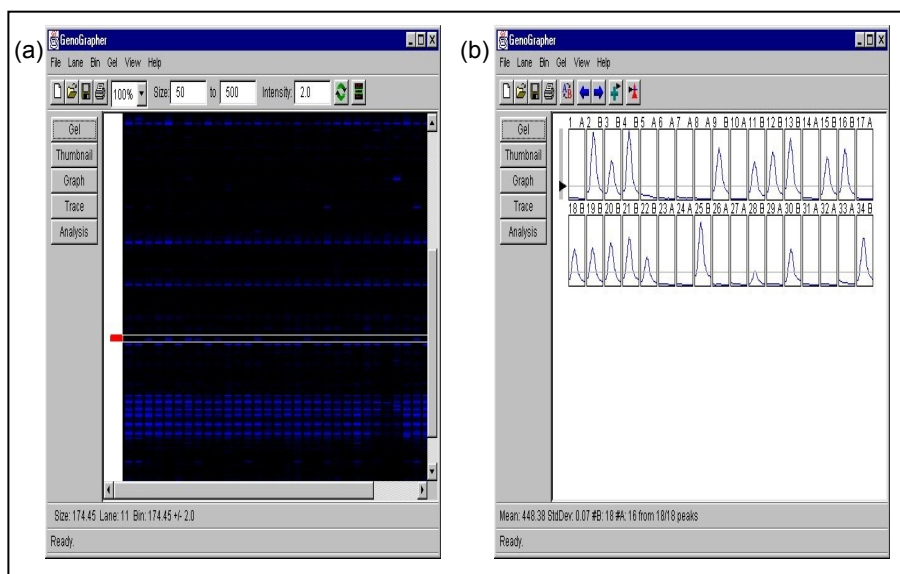 (a)
GenoGrapher
File Lane Bin Gel View Help
100% Size: 50 to 500 Intensity: 2.0
Gel
Thumbnail
Graph
Trace
Analysis
Size: 174.45 Lane: 11 Bin: 174.45 +/- 2.0
Ready.
(b)
GenoGrapher
File Lane Bin Gel View Help
Gel
Thumbnail
Graph
Trace
Analysis
1 A 2 B 3 B 4 B 5 A 6 A 7 A 8 A 9 B 10 A 11 B 12 B 13 B 14 A 15 B 16 B 17 A
18 B 19 B 20 B 21 B 22 B 23 A 24 A 25 B 26 A 27 A 28 B 29 A 30 B 31 A 32 A 33 A 34 B
Mean: 448.38 StdDev: 0.07 #B: 18 #A: 16 from 18/18 peaks
Ready.